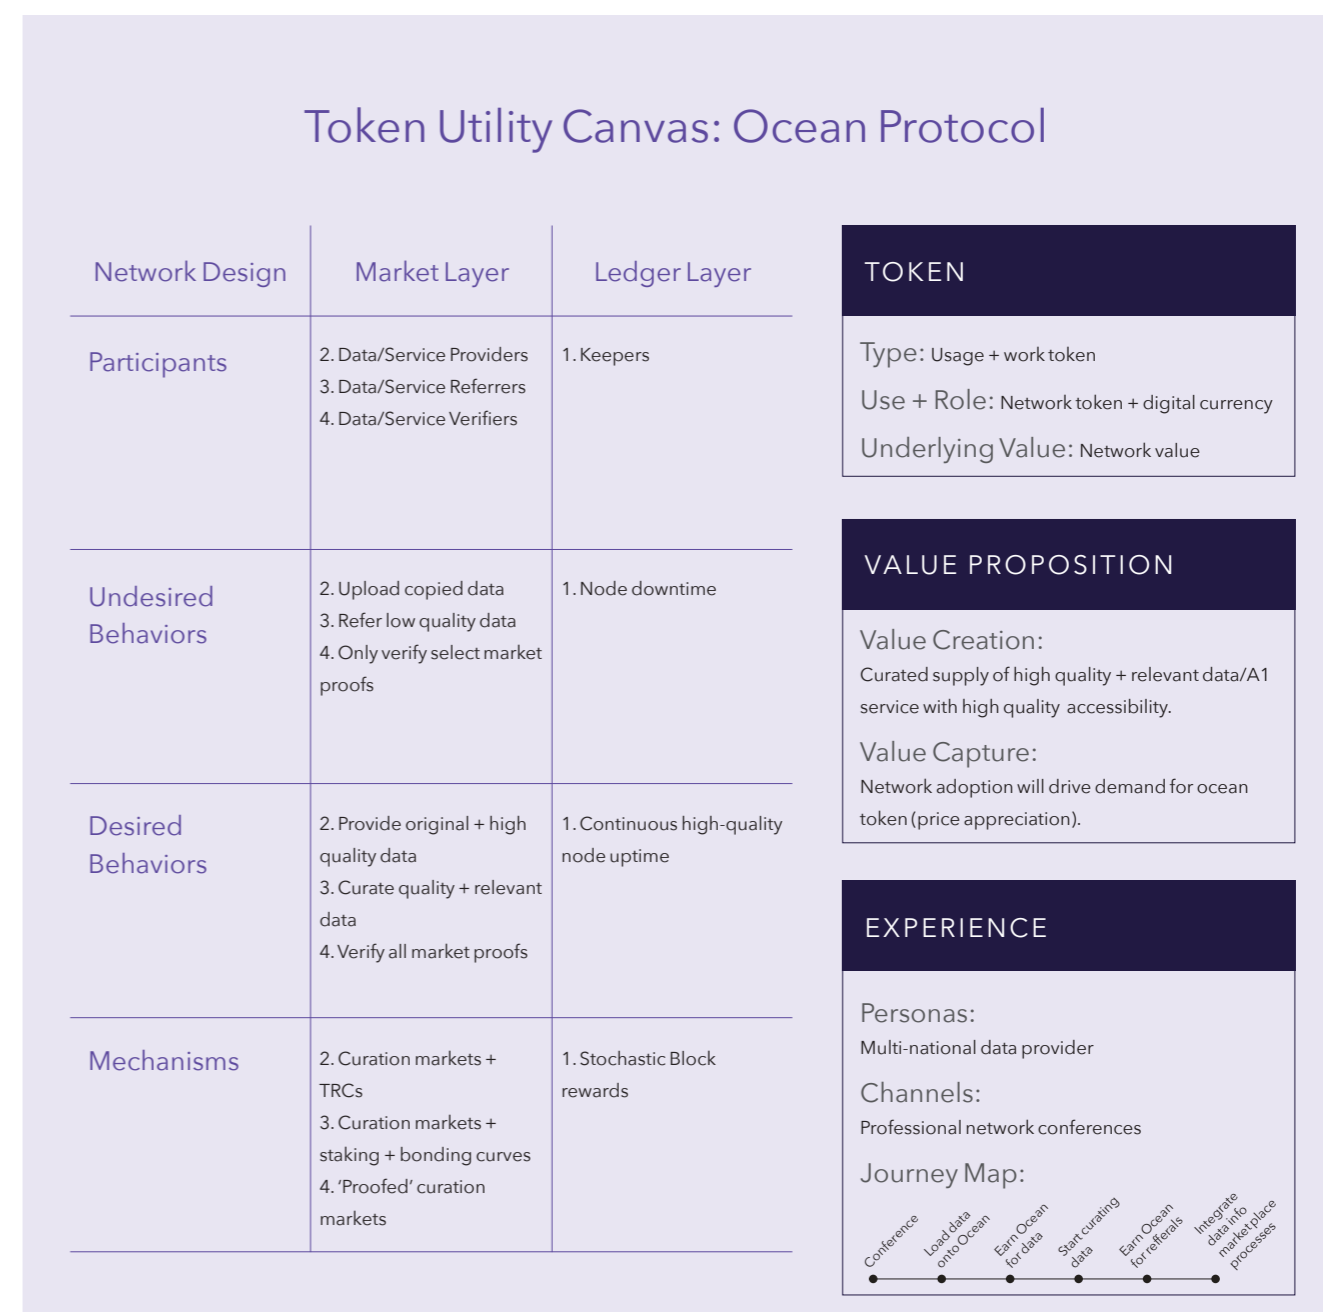 Token Utility Canvas: Ocean Protocol
Network Design
Market Layer
Ledger Layer
Participants
2. Data/Service Providers
3. Data/Service Referrers
4. Data/Service Verifiers
1. Keepers
Undesired
Behaviors
2. Upload copied data
3. Refer low quality data
4. Only verify select market
proofs
1. Node downtime
Desired
Behaviors
2. Provide original + high
quality data
3. Curate quality + relevant
data
4. Verify all market proofs
1. Continuous high-quality
node uptime
Mechanisms
2. Curation markets +
TRCs
3. Curation markets +
staking + bonding curves
4. ‘Proofed’ curation
markets
1. Stochastic Block
rewards
TOKEN
Type: Usage + work token
Use + Role: Network token + digital currency
Underlying Value: Network value
VALUE PROPOSITION
Value Creation:
Curated supply of high quality + relevant data/A1
service with high quality accessibility.
Value Capture:
Network adoption will drive demand for ocean
token (price appreciation).
EXPERIENCE
Personas:
Multi-national data provider
Channels:
Professional network conferences
Journey Map:
Conference
Load data
onto Ocean
Earn Ocean
for data
Start curating
data
Earn Ocean
for refferals
Integrate
data info
market place
processes